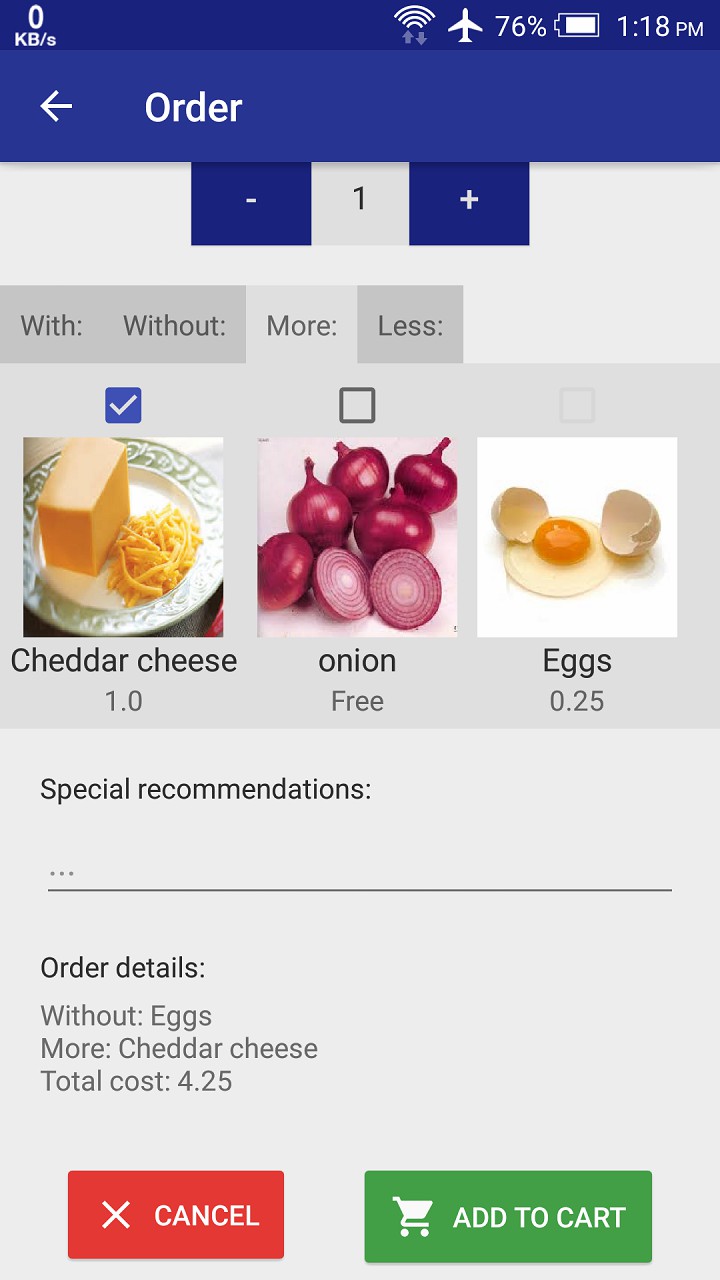 0
KB/s
76%
1:18 PM
Order
- 1 +
With: Without: More: Less:
Cheddar cheese onion Eggs
1.0 Free 0.25
Special recommendations:
...
Order details:
Without: Eggs
More: Cheddar cheese
Total cost: 4.25
CANCEL ADD TO CART